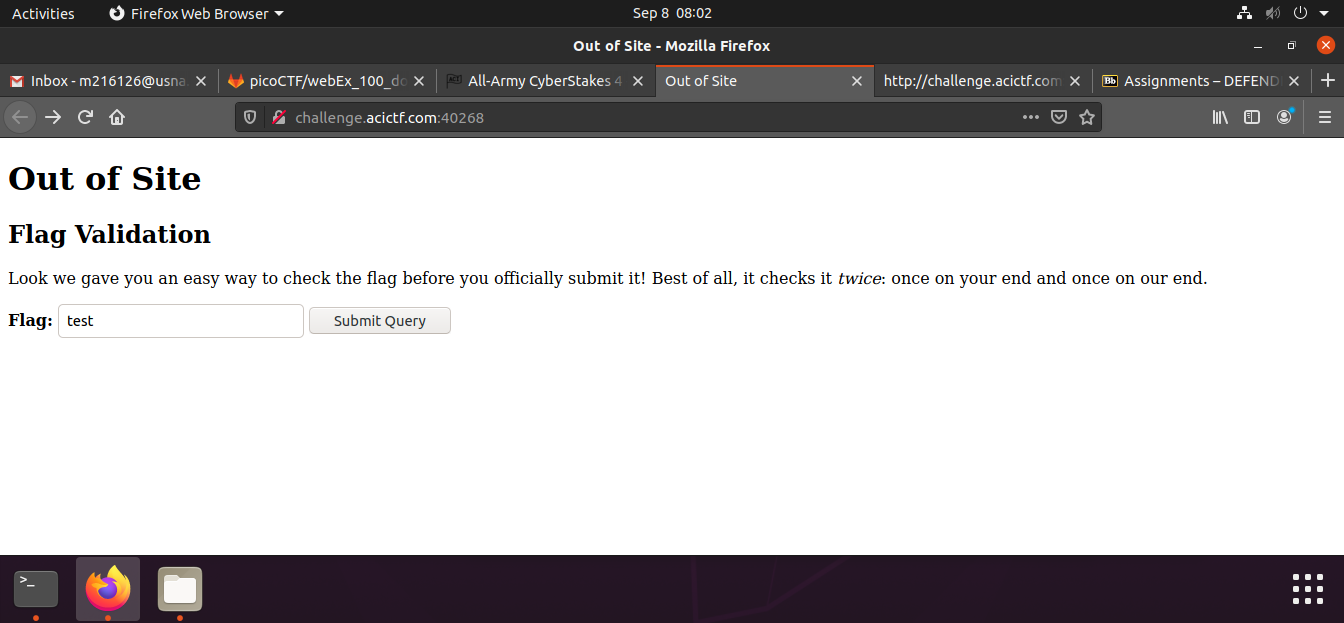 Activities Firefox Web Browser Sep 8 08:02
Out of Site - Mozilla Firefox
Inbox - m216126@usna picoCTF/webEx_100_do All-Army CyberStakes 4 Out of Site http://challenge.acictf.com Bb Assignments – DEFEND
challenge.acictf.com:40268
Out of Site
Flag Validation
Look we gave you an easy way to check the flag before you officially submit it! Best of all, it checks it twice: once on your end and once on our end.
Flag: test Submit Query
>_